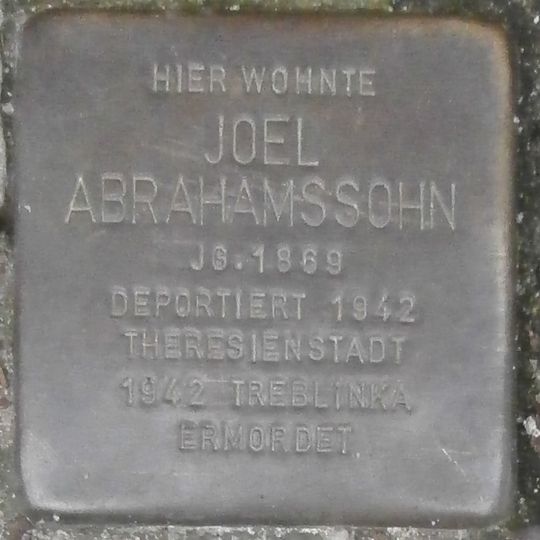 HIER WOHNTE
JOEL
ABRAHAMSSOHN
JG. 1869
DEPORTIERT 1942
THERESIENSTADT
1942 TREBLINKA
ERMORDET